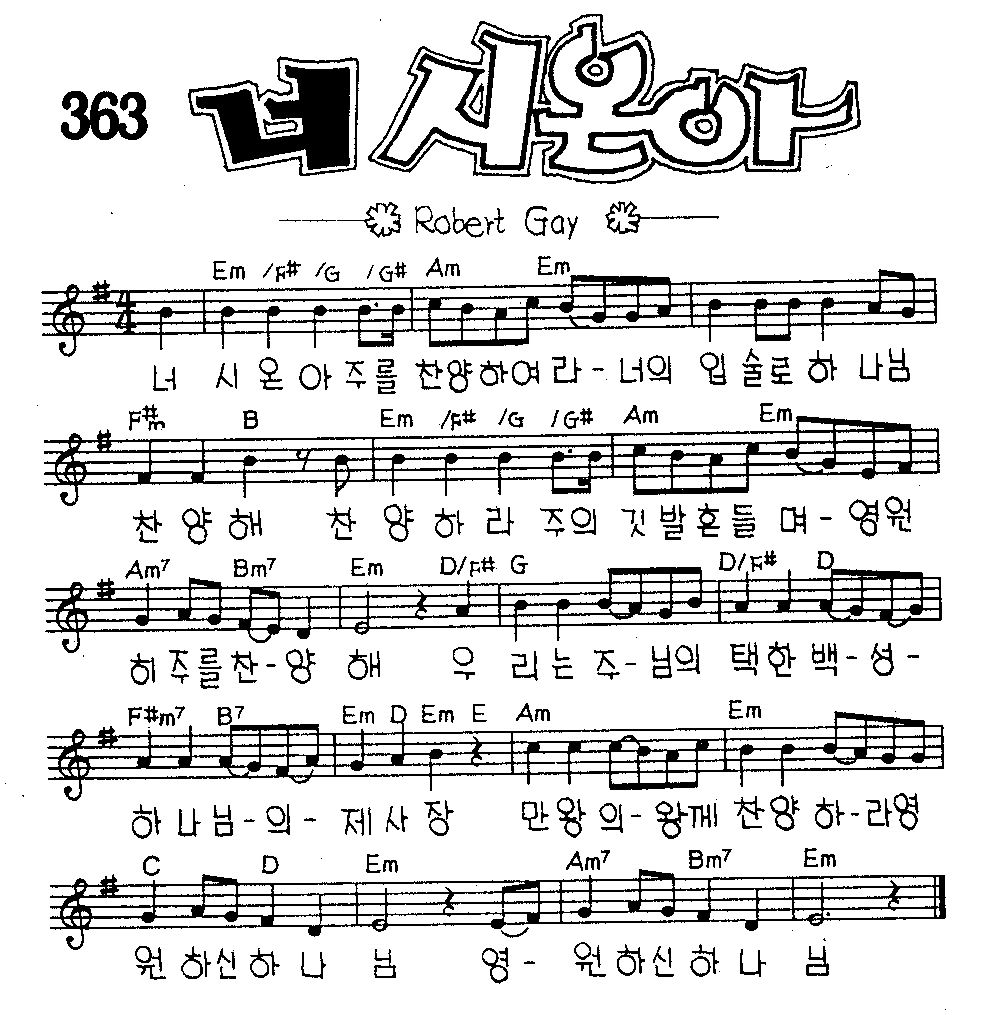 363
너 시온아
Robert Gay
Em /F# /G /G# Am Em
너 시 온 아 주를 찬양하여 라 - 너의 입 술로 하 나님
F#m B Em /F# /G /G# Am Em
찬 양 해 찬 양 하 라 주의 깃발흔들 며 - 영원
Am7 Bm7 Em D/F# G D/F# D
히 주를찬 - 양 해 우 리는 주 - 님의 택한 백 - 성 -
F#m7 B7 Em D Em E Am Em
하 나님 - 의 - 제 사 장 만왕 의 - 왕께 찬양 하 - 라영
C D Em Am7 Bm7 Em
원 하신하 나 님 영 - 원 하신하 나 님